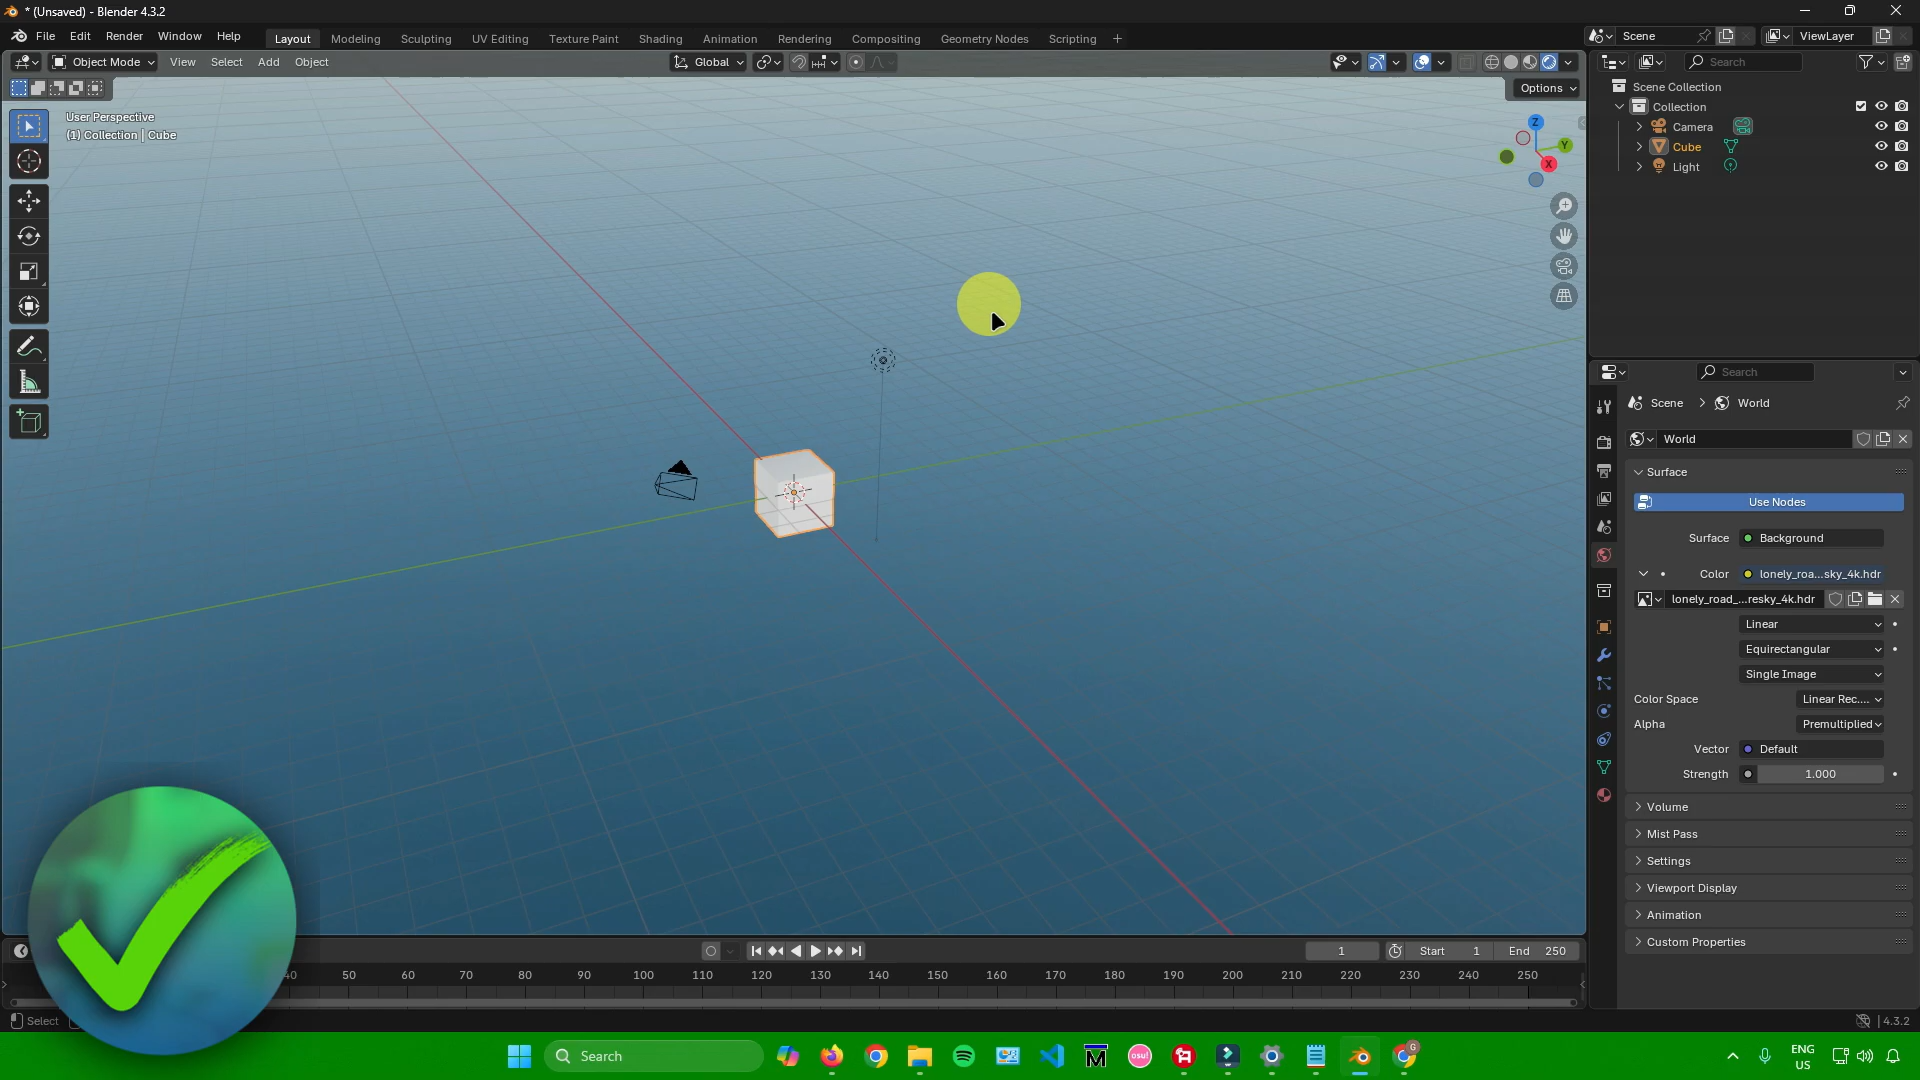 * (Unsaved) - Blender 4.3.2
File Edit Render Window Help
Layout Modeling Sculpting UV Editing Texture Paint Shading Animation Rendering Compositing Geometry Nodes Scripting +
Scene
ViewLayer
Object Mode
View Select Add Object
Global
Search
Options
User Perspective
(1) Collection | Cube
Z
Y
X
Scene Collection
Collection
Camera
Cube
Light
Search
Scene > World
World
Surface
Use Nodes
Surface Background
Color lonely_roa...sky_4k.hdr
lonely_road_...resky_4k.hdr
Linear
Equirectangular
Single Image
Color Space Linear Rec....
Alpha Premultiplied
Vector Default
Strength 1.000
Volume
Mist Pass
Settings
Viewport Display
Animation
Custom Properties
1 Start 1 End 250
40 50 60 70 80 90 100 110 120 130 140 150 160 170 180 190 200 210 220 230 240 250
Select
4.3.2
Search
osu!
G
ENG
US